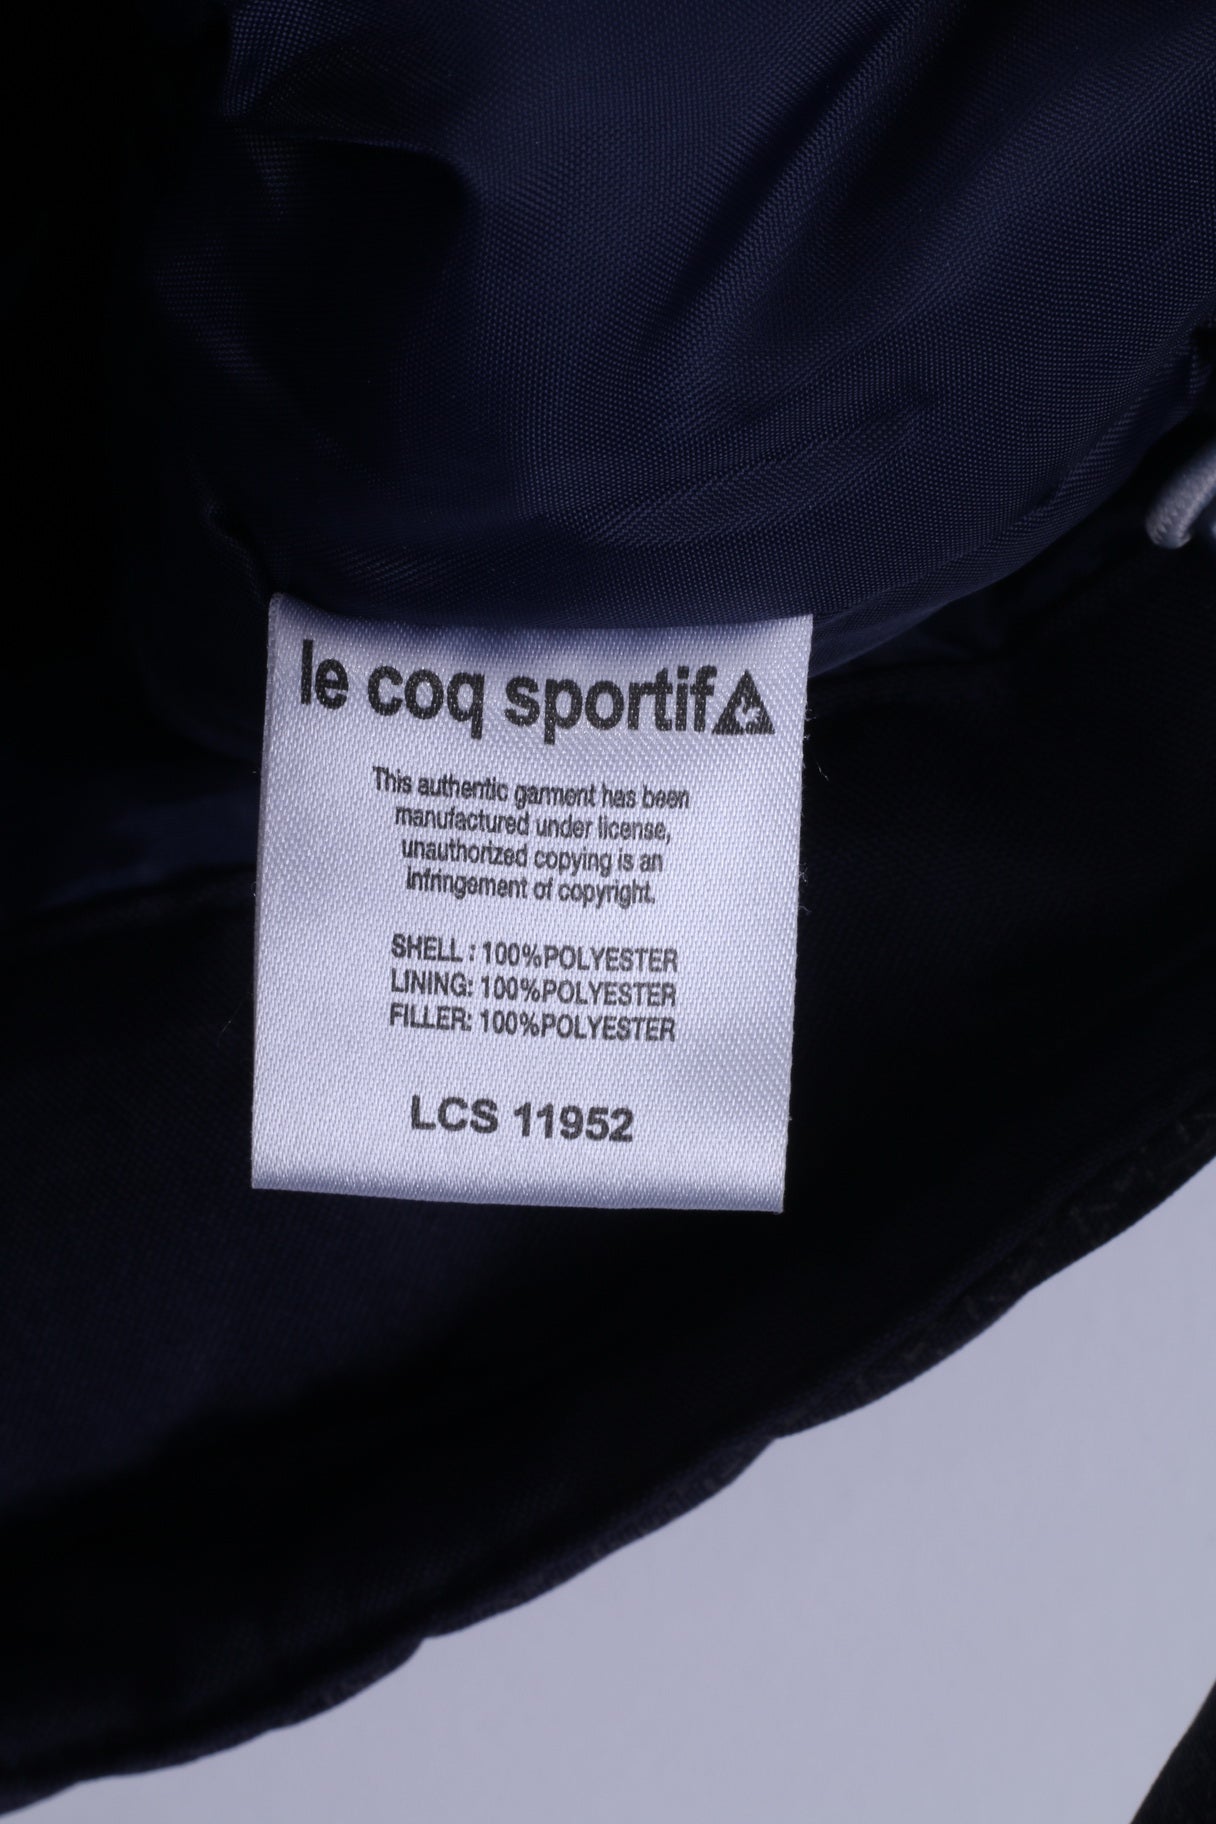 le coq sportif
This authentic garment has been
manufactured under license,
unauthorized copying is an
infringement of copyright.
SHELL : 100%POLYESTER
LINING: 100%POLYESTER
FILLER: 100%POLYESTER
LCS 11952